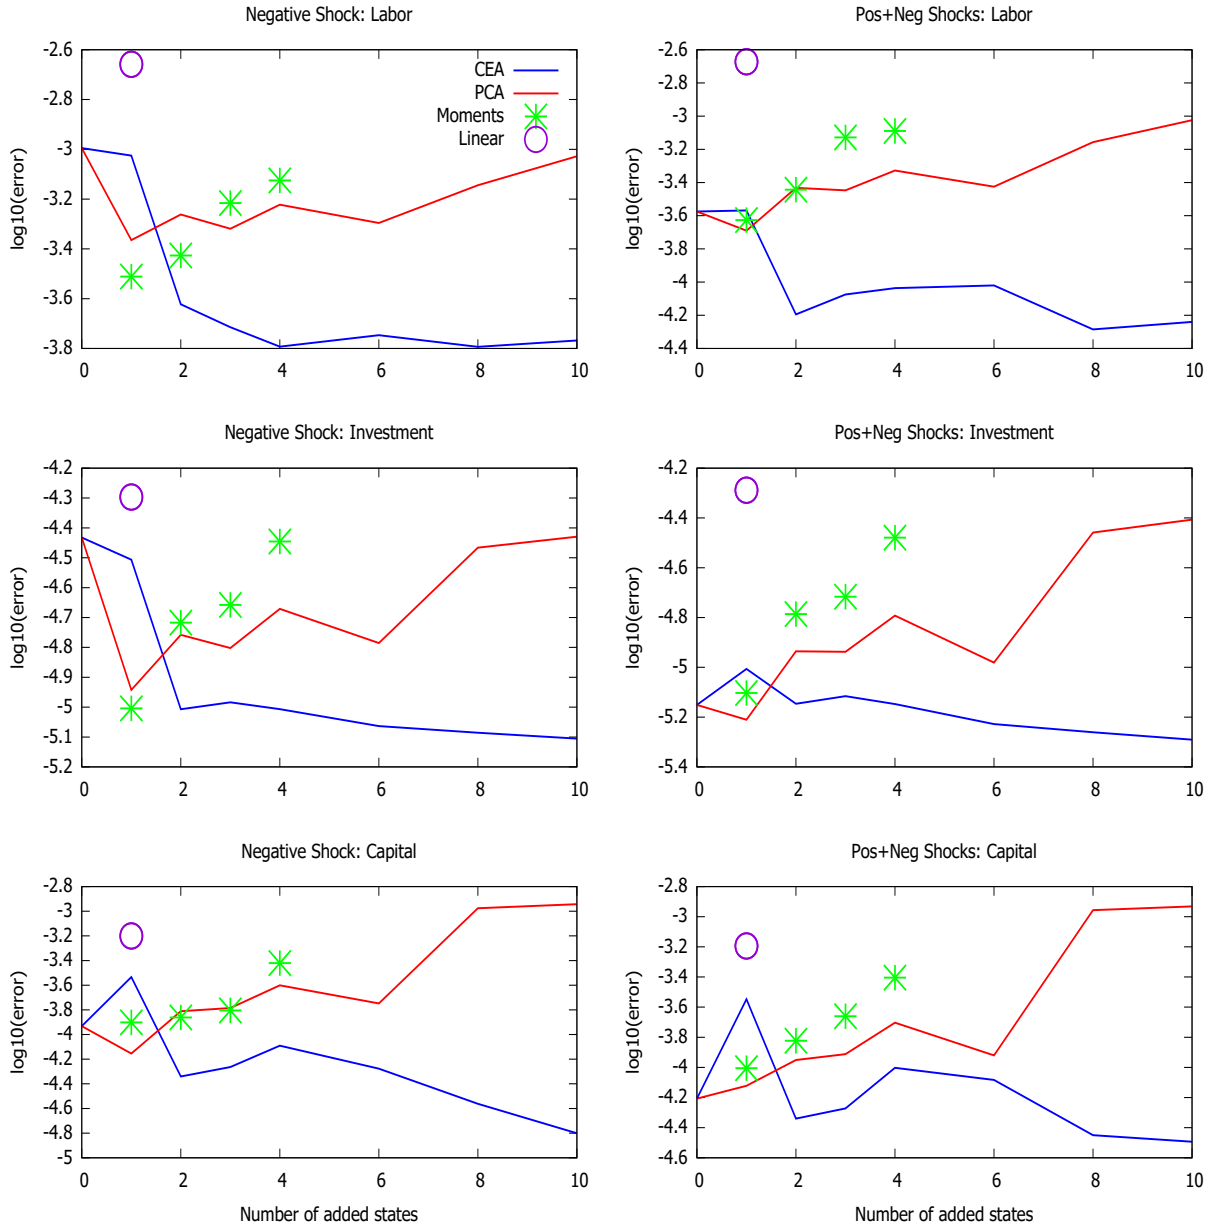 Negative Shock: Labor
log10(error)
-2.6
-2.8
-3
-3.2
-3.4
-3.6
-3.8
0 2 4 6 8 10
CEA
PCA
Moments
Linear
Pos+Neg Shocks: Labor
log10(error)
-2.6
-2.8
-3
-3.2
-3.4
-3.6
-3.8
-4
-4.2
-4.4
0 2 4 6 8 10
Negative Shock: Investment
log10(error)
-4.2
-4.3
-4.4
-4.5
-4.6
-4.7
-4.8
-4.9
-5
-5.1
-5.2
0 2 4 6 8 10
Pos+Neg Shocks: Investment
log10(error)
-4.2
-4.4
-4.6
-4.8
-5
-5.2
-5.4
0 2 4 6 8 10
Negative Shock: Capital
log10(error)
-2.8
-3
-3.2
-3.4
-3.6
-3.8
-4
-4.2
-4.4
-4.6
-4.8
-5
0 2 4 6 8 10
Number of added states
Pos+Neg Shocks: Capital
log10(error)
-2.8
-3
-3.2
-3.4
-3.6
-3.8
-4
-4.2
-4.4
-4.6
0 2 4 6 8 10
Number of added states